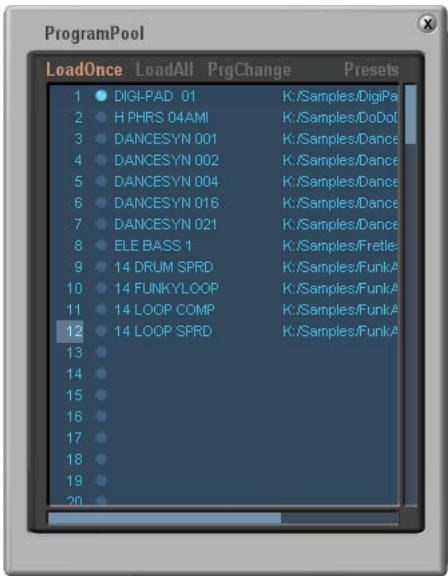 ProgramPool
LoadOnce LoadAll PrgChange Presets
1 DIGI-PAD 01 K:/Samples/DigiPa
2 H PHRS 04AMI K:/Samples/DoDoD
3 DANCESYN 001 K:/Samples/Dance
4 DANCESYN 002 K:/Samples/Dance
5 DANCESYN 004 K:/Samples/Dance
6 DANCESYN 016 K:/Samples/Dance
7 DANCESYN 021 K:/Samples/Dance
8 ELE BASS 1 K:/Samples/Fretle
9 14 DRUM SPRD K:/Samples/FunkA
10 14 FUNKYLOOP K:/Samples/FunkA
11 14 LOOP COMP K:/Samples/FunkA
12 14 LOOP SPRD K:/Samples/FunkA
13
14
15
16
17
18
19
20